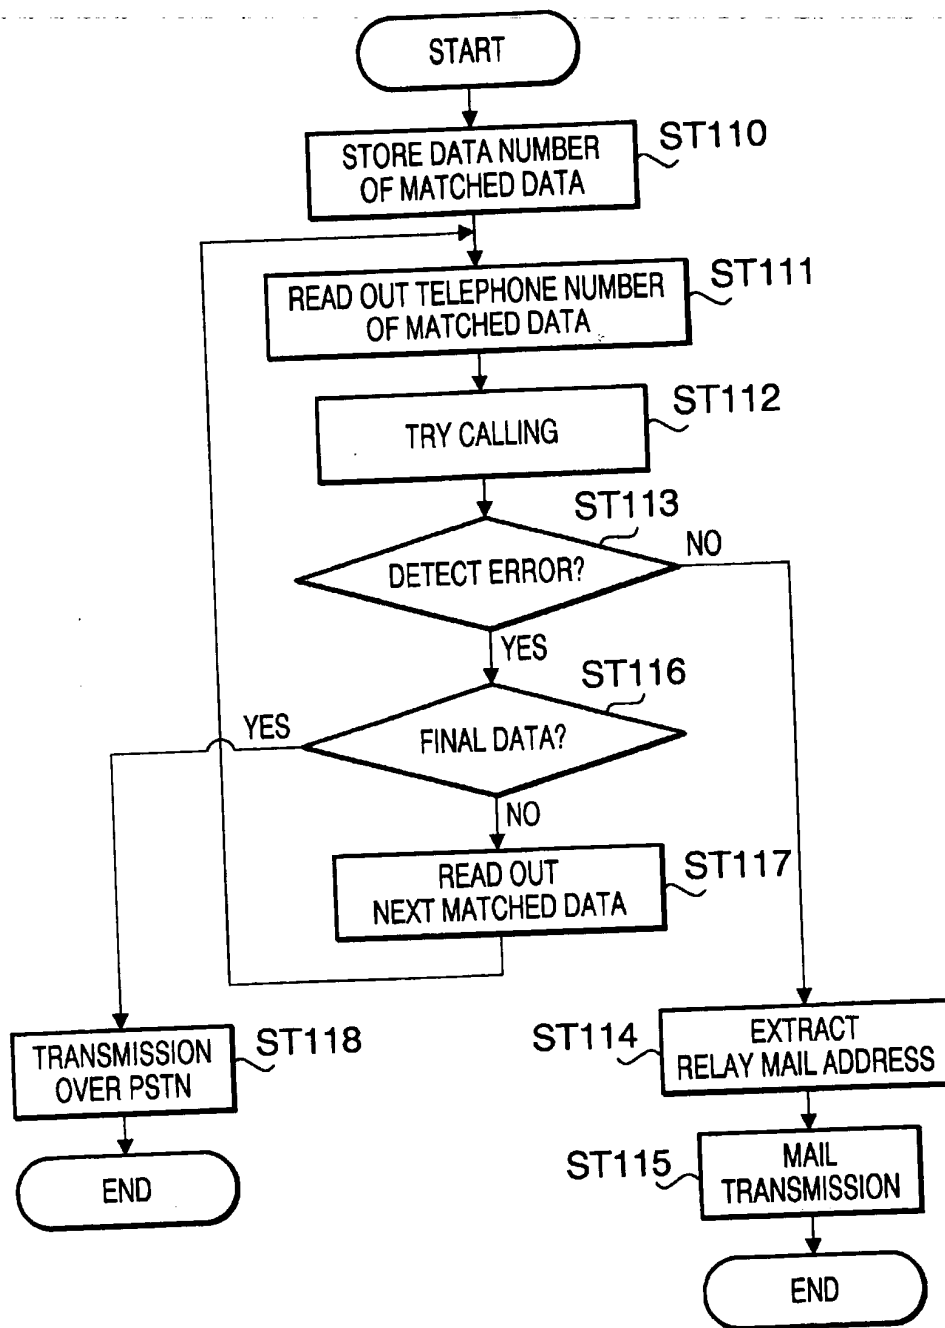 START
STORE DATA NUMBER
OF MATCHED DATA
ST110
READ OUT TELEPHONE NUMBER
OF MATCHED DATA
ST111
TRY CALLING
ST112
DETECT ERROR?
ST113
NO
YES
FINAL DATA?
ST116
YES
NO
READ OUT
NEXT MATCHED DATA
ST117
TRANSMISSION
OVER PSTN
ST118
END
ST114
EXTRACT
RELAY MAIL ADDRESS
ST115
MAIL
TRANSMISSION
END